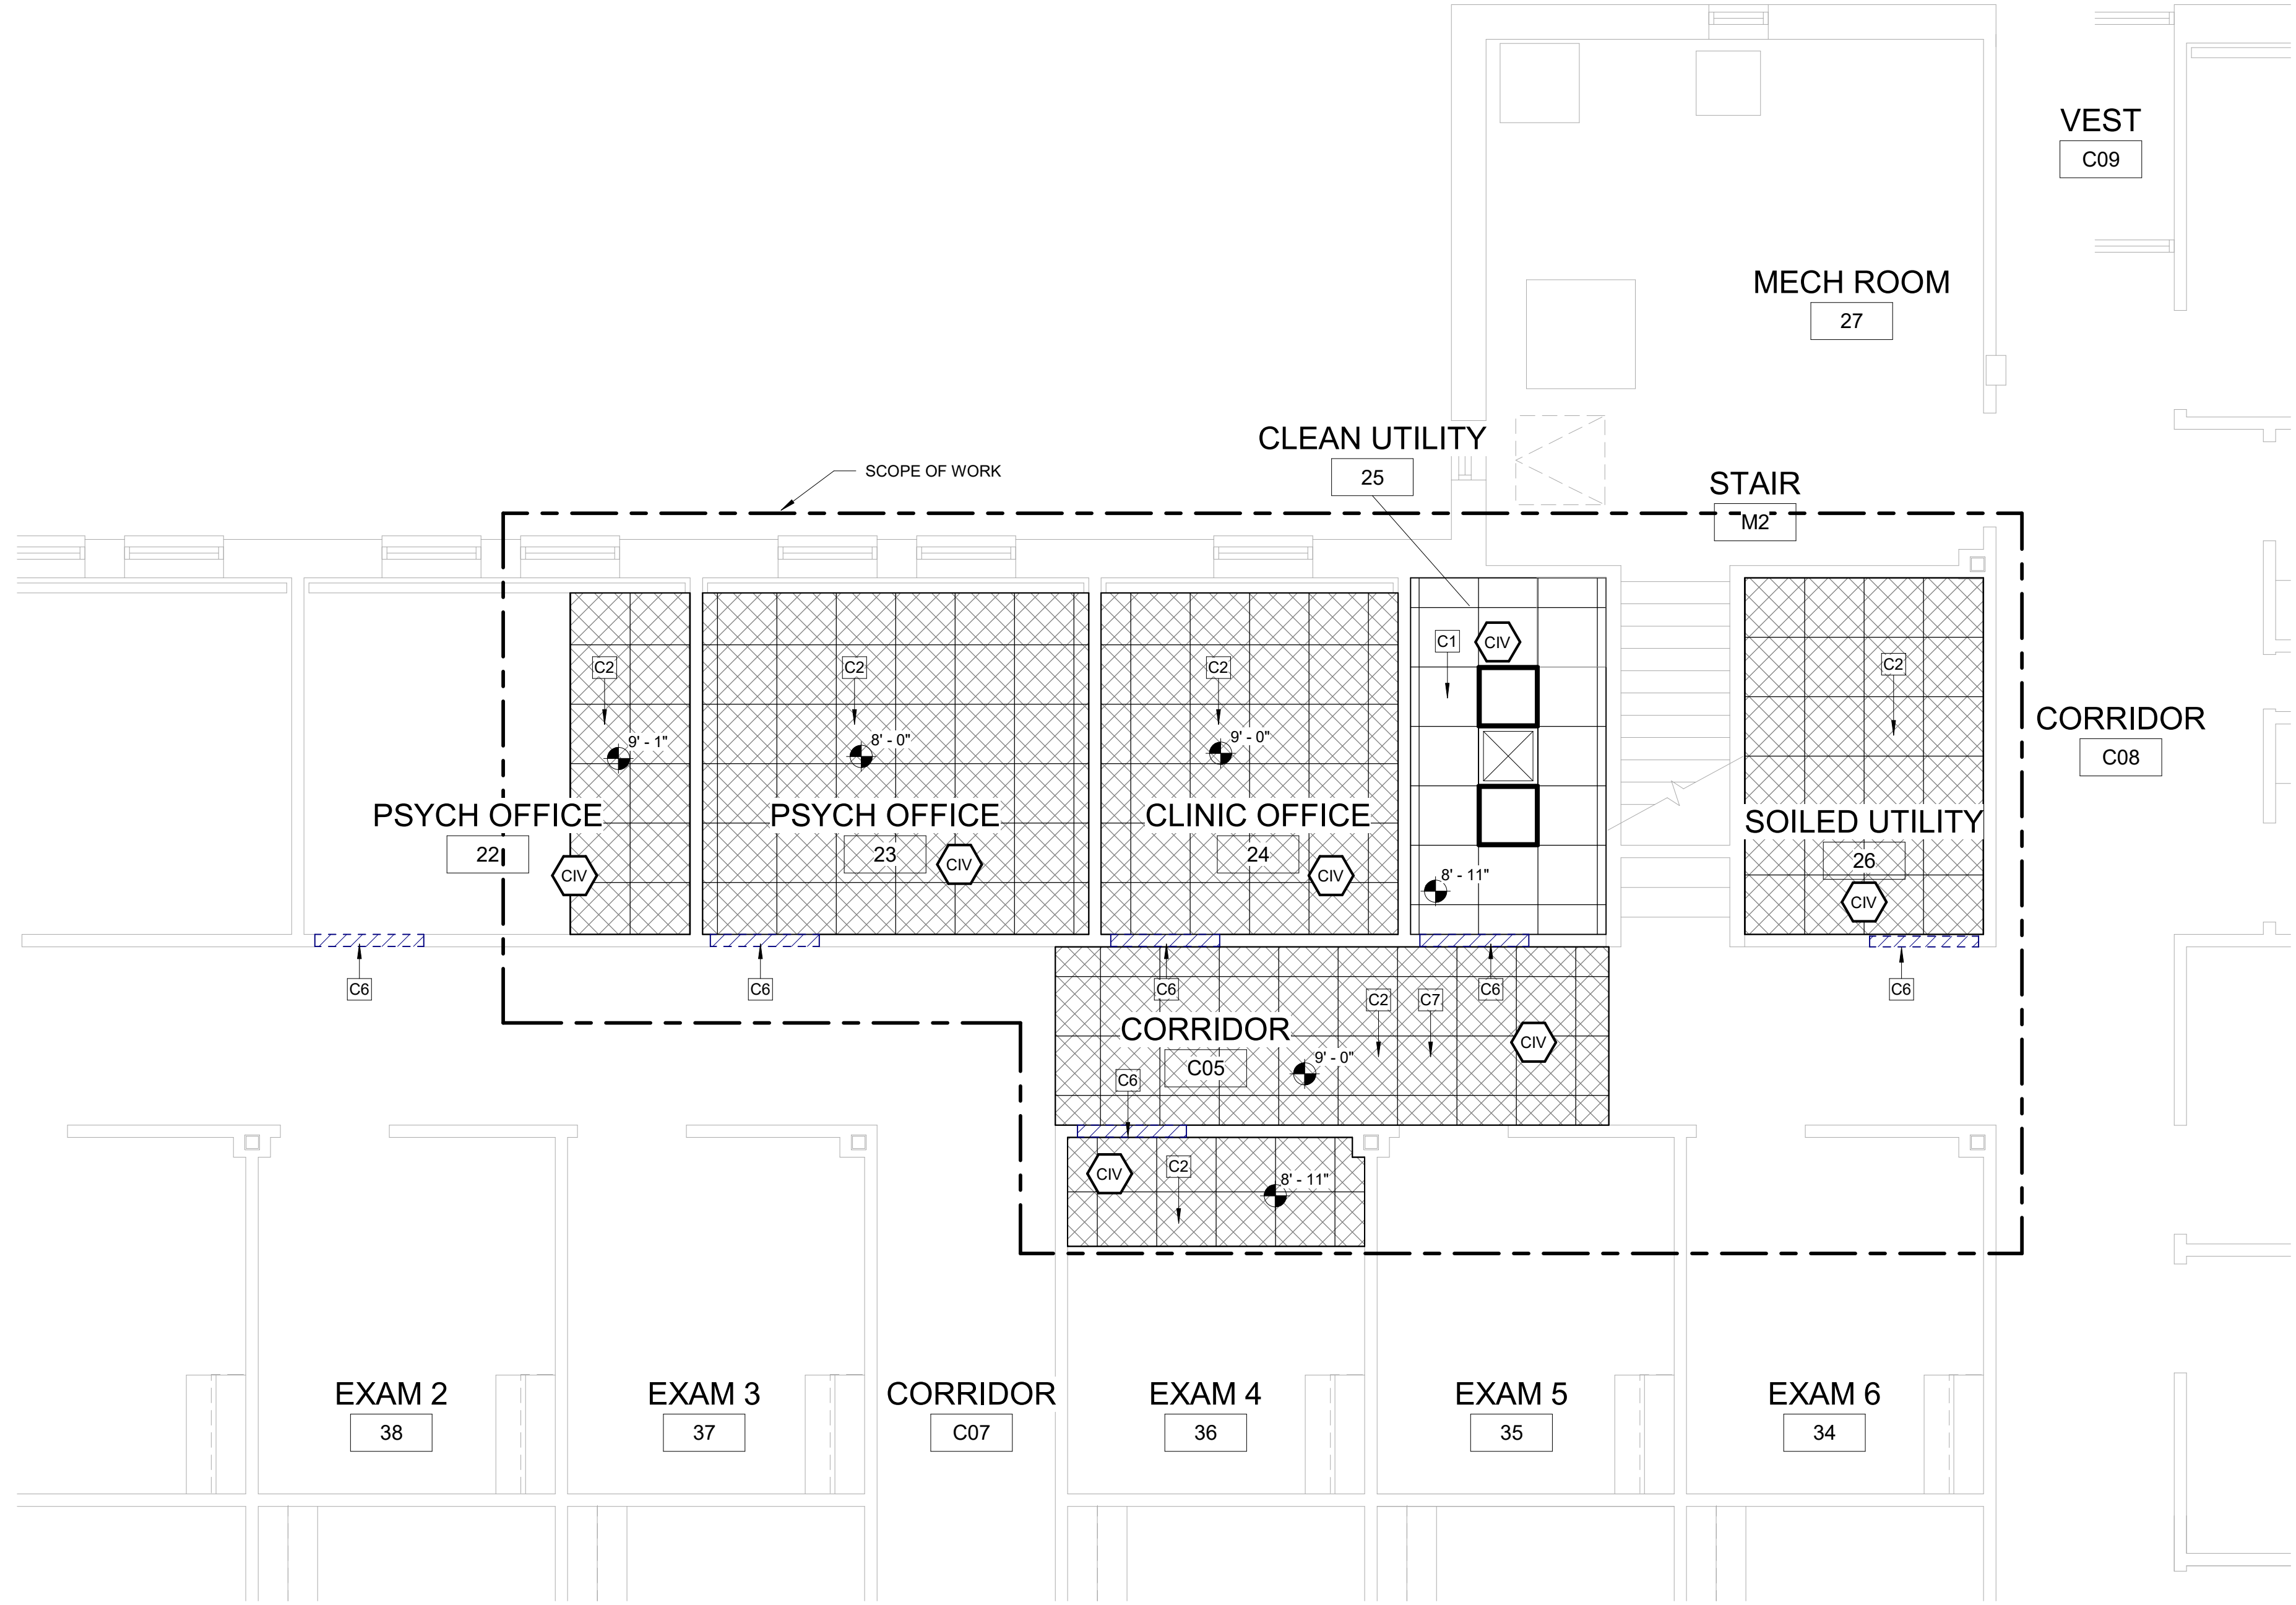 VEST
C09
MECH ROOM
27
CLEAN UTILITY
25
SCOPE OF WORK
STAIR
M2
C1
CIV
C2
C2
C2
C2
CORRIDOR
C08
9' - 1"
8' - 0"
9' - 0"
PSYCH OFFICE
22
CIV
PSYCH OFFICE
23
CIV
CLINIC OFFICE
24
CIV
8' - 11"
SOILED UTILITY
26
CIV
C6
C6
C6
C2
C7
C6
C6
CORRIDOR
C05
9' - 0"
CIV
C6
CIV
C2
8' - 11"
EXAM 2
38
EXAM 3
37
CORRIDOR
C07
EXAM 4
36
EXAM 5
35
EXAM 6
34